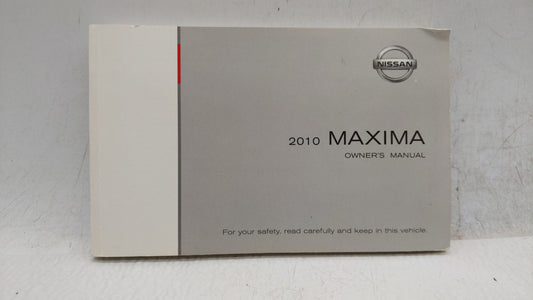 NISSAN
2010 MAXIMA
OWNER'S MANUAL
For your safety, read carefully and keep in this vehicle.